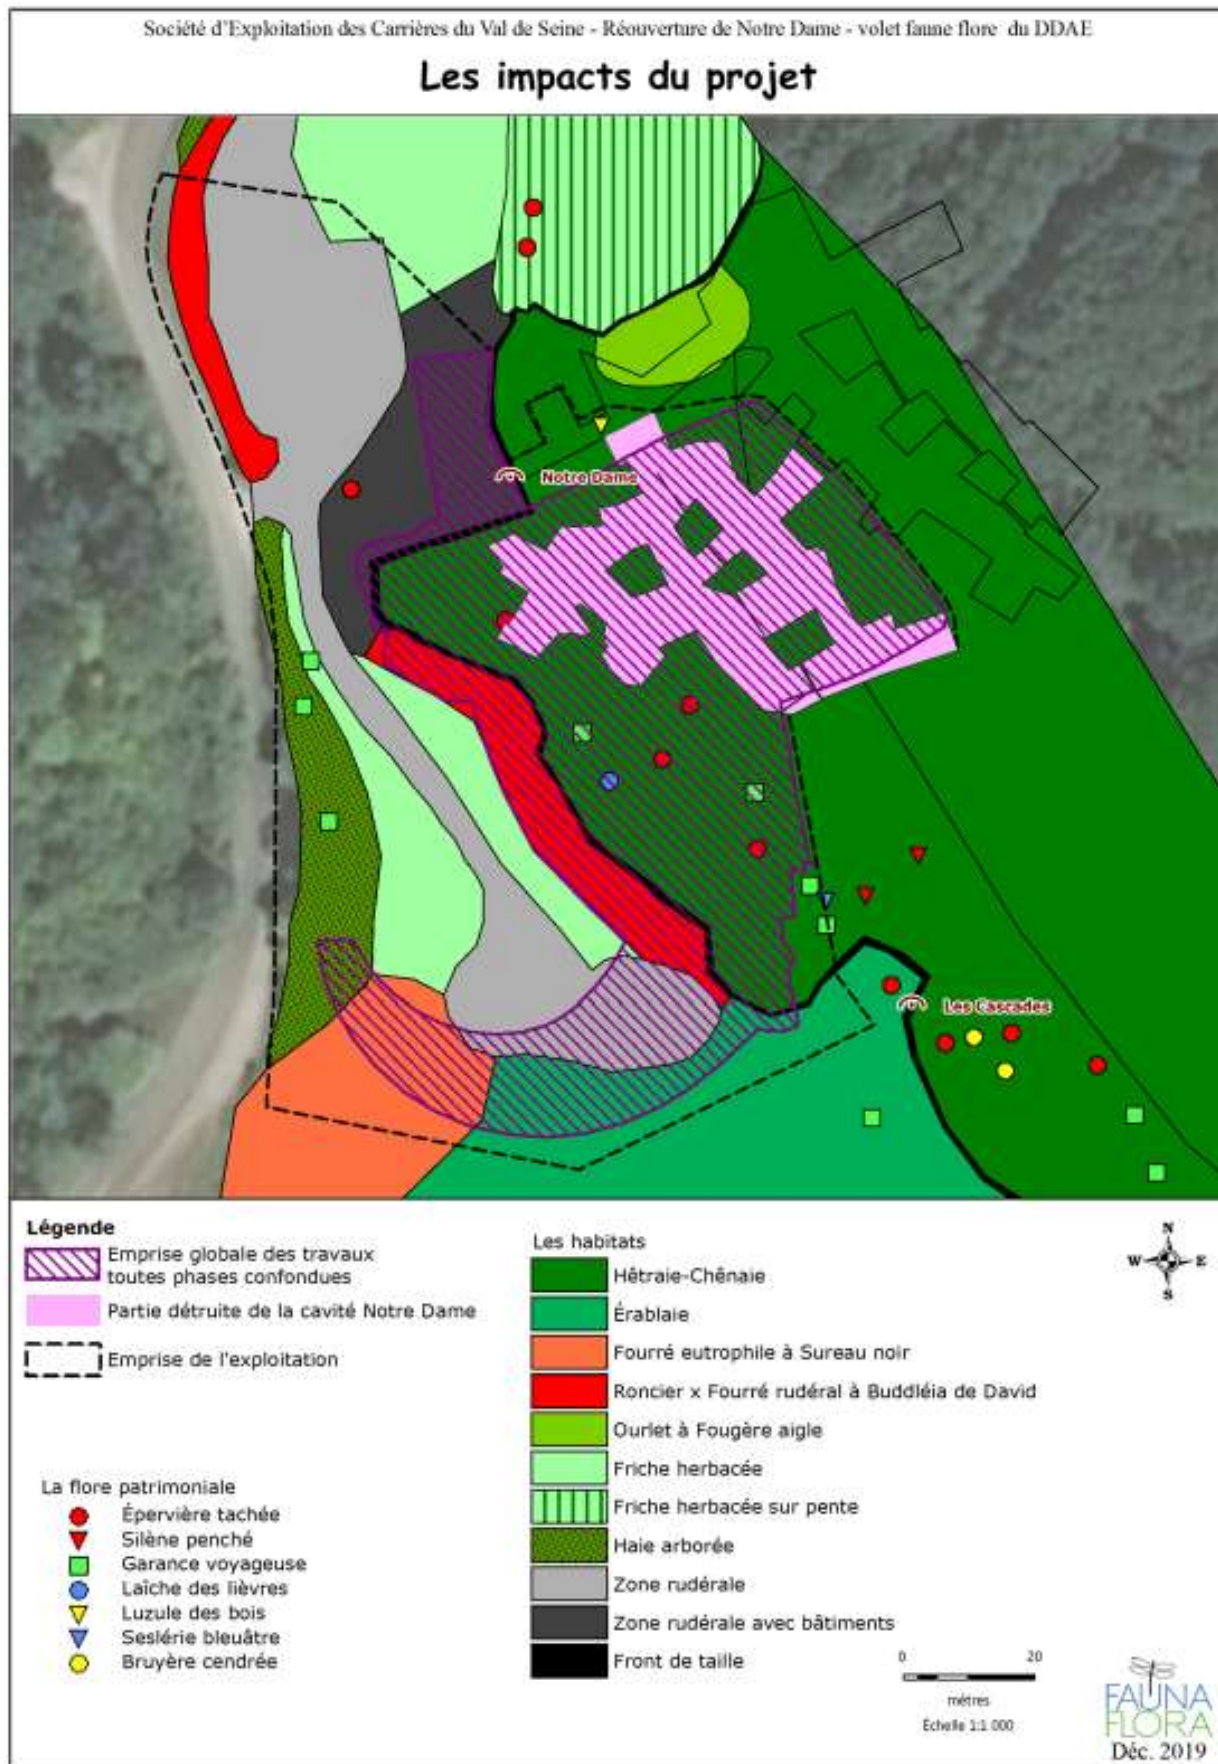 Société d'Exploitation des Carrières du Val de Seine - Réouverture de Notre Dame - volet faune flore du DDAE
Les impacts du projet
Notre Dame
Les Cascades
Légende
Emprise globale des travaux
toutes phases confondues
Partie détruite de la cavité Notre Dame
Emprise de l'exploitation
La flore patrimoniale
Épervière tachée
Silène penché
Garance voyageuse
Laîche des lièvres
Luzule des bois
Seslérie bleuâtre
Bruyère cendrée
Les habitats
Hêtraie-Chênaie
Érablaie
Fourré eutrophile à Sureau noir
Roncier x Fourré rudéral à Buddléia de David
Ourlet à Fougère aigle
Friche herbacée
Friche herbacée sur pente
Haie arborée
Zone rudérale
Zone rudérale avec bâtiments
Front de taille
N
W E
S
0 20
mètres
Échelle 1:1 000
FAUNA
FLORA
Déc. 2019